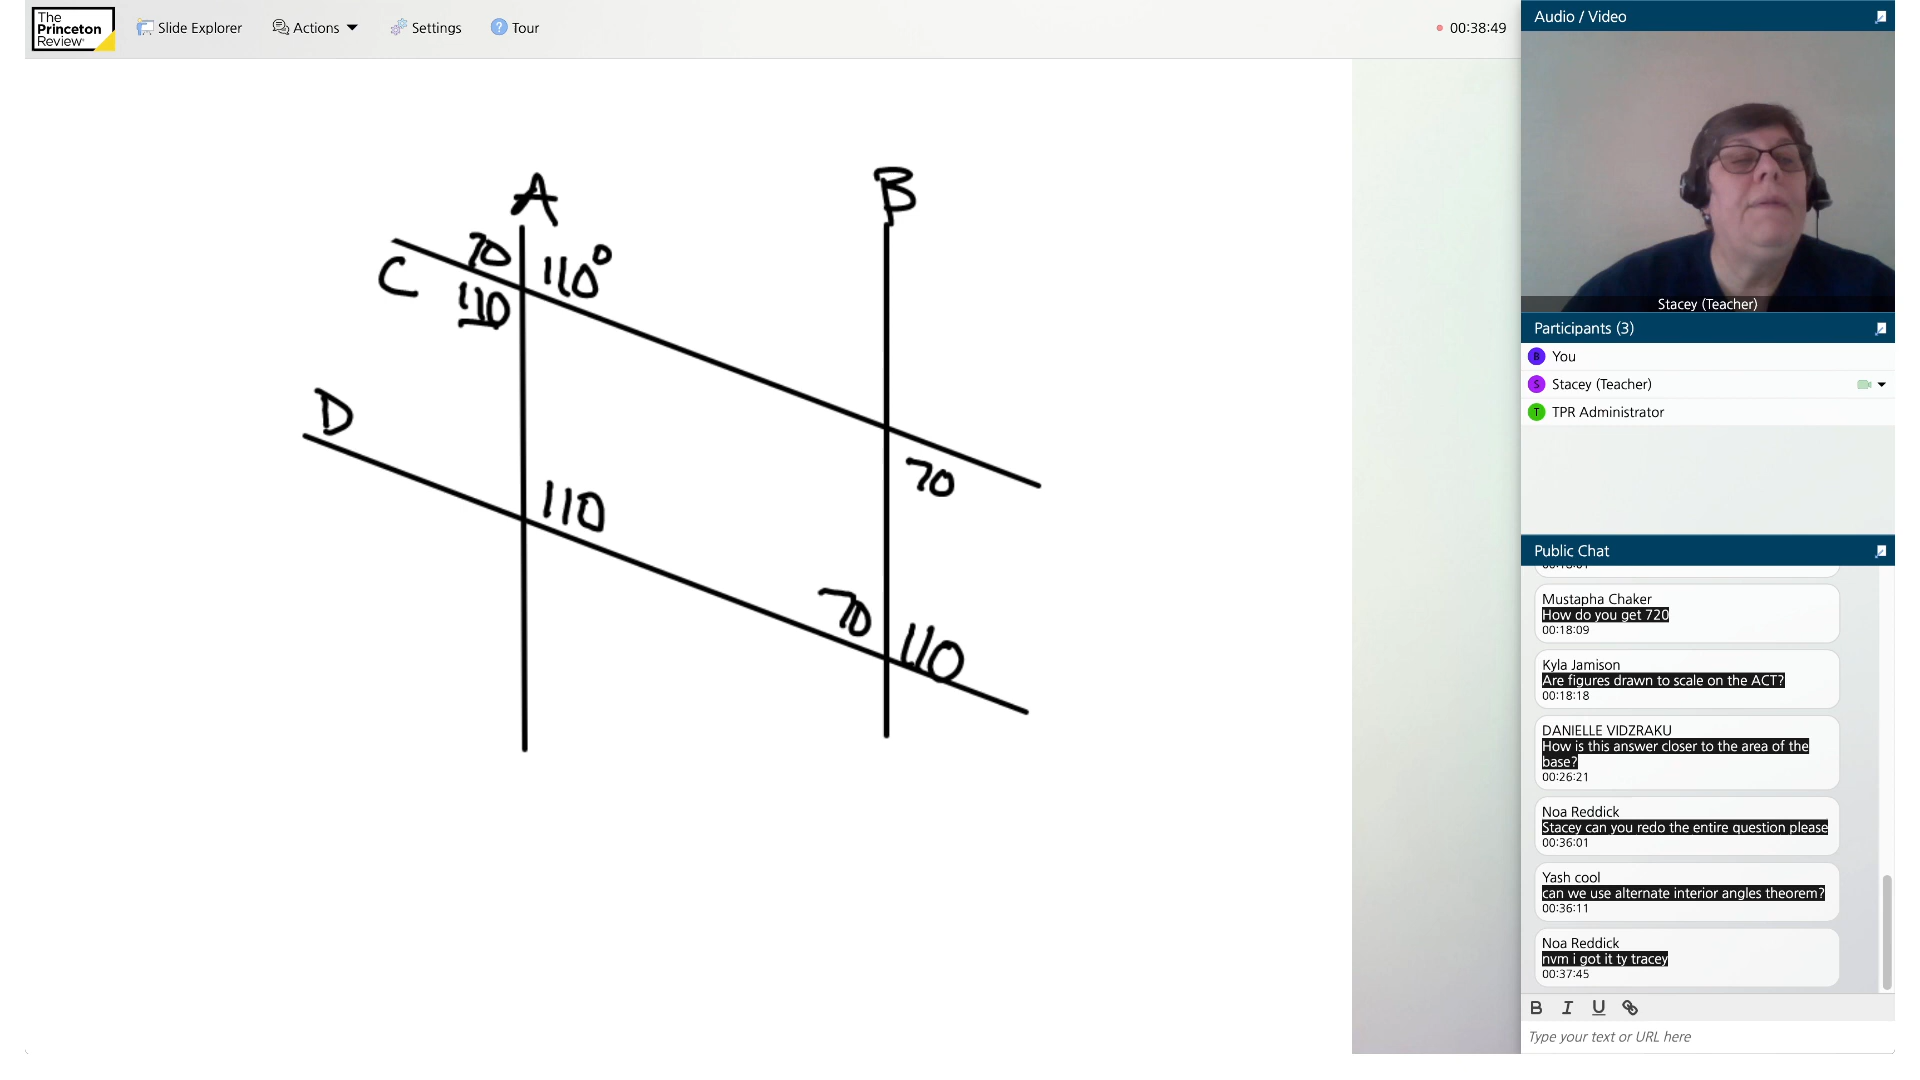 The
Princeton
Review
Slide Explorer
Actions
Settings
Tour
00:38:49
A
B
70
110°
C
110
D
70
110
70
110
Audio / Video
Stacey (Teacher)
Participants (3)
B You
S Stacey (Teacher)
T TPR Administrator
Public Chat
Mustapha Chaker
How do you get 720
00:18:09
Kyla Jamison
Are figures drawn to scale on the ACT?
00:18:18
DANIELLE VIDZRAKU
How is this answer closer to the area of the
base?
00:26:21
Noa Reddick
Stacey can you redo the entire question please
00:36:01
Yash cool
can we use alternate interior angles theorem?
00:36:11
Noa Reddick
nvm i got it ty tracey
00:37:45
B I U
Type your text or URL here